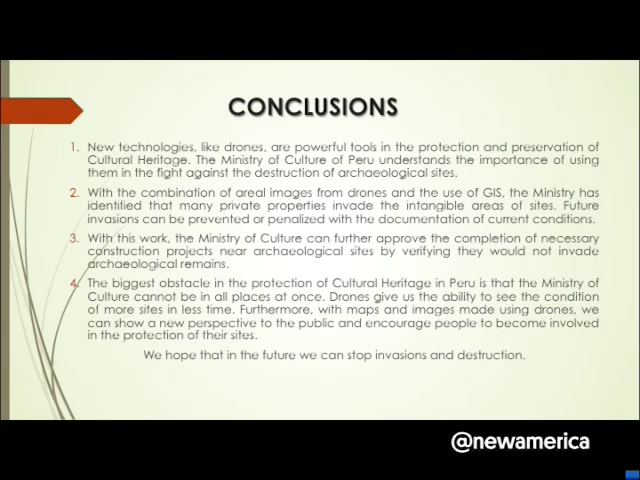 CONCLUSIONS
1. New technologies, like drones, are powerful tools in the protection and preservation of
Cultural Heritage. The Ministry of Culture of Peru understands the importance of using
them in the fight against the destruction of archaeological sites.
2. With the combination of areal images from drones and the use of GIS, the Ministry has
identified that many private properties invade the intangible areas of sites. Future
invasions can be prevented or penalized with the documentation of current conditions.
3. With this work, the Ministry of Culture can further approve the completion of necessary
construction projects near archaeological sites by verifying they would not invade
archaeological remains.
4. The biggest obstacle in the protection of Cultural Heritage in Peru is that the Ministry of
Culture cannot be in all places at once. Drones give us the ability to see the condition
of more sites in less time. Furthermore, with maps and images made using drones, we
can show a new perspective to the public and encourage people to become involved
in the protection of their sites.
We hope that in the future we can stop invasions and destruction.
@newamerica